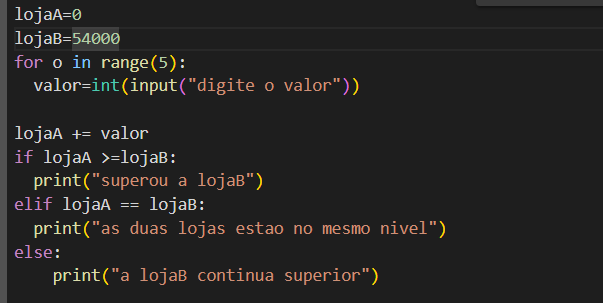 lojaA=0
lojaB=54000
for o in range(5):
  valor=int(input("digite o valor"))

lojaA += valor
if lojaA >=lojaB:
  print("superou a lojaB")
elif lojaA == lojaB:
  print("as duas lojas estao no mesmo nivel")
else:
    print("a lojaB continua superior")